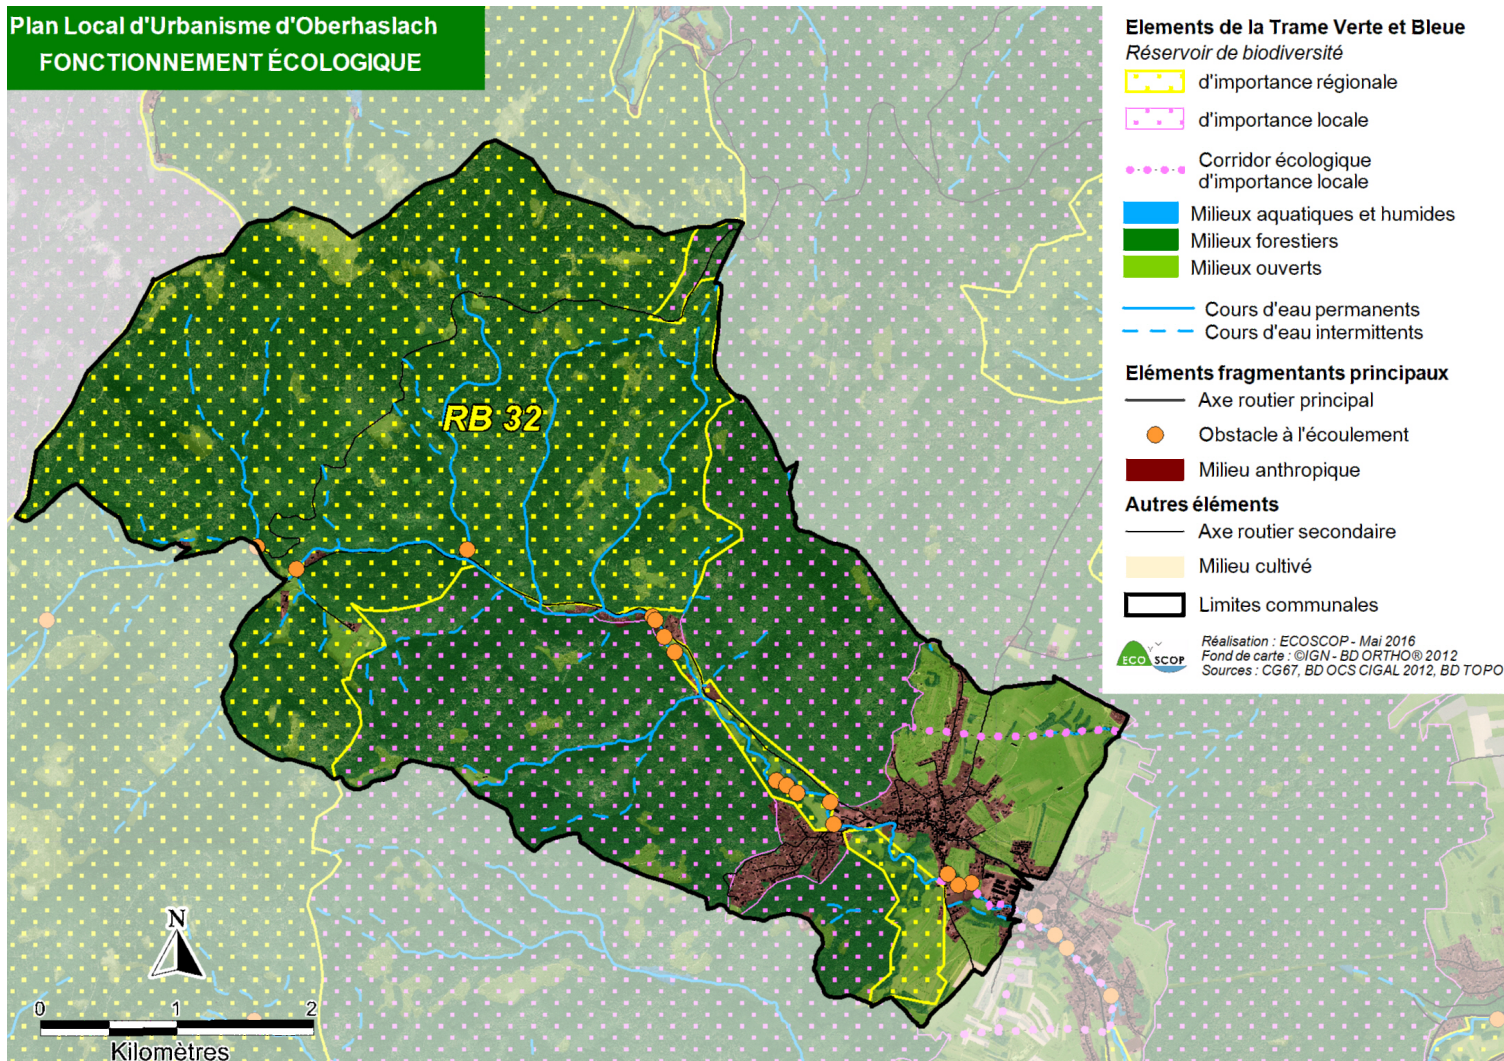 Plan Local d'Urbanisme d'Oberhaslach
FONCTIONNEMENT ÉCOLOGIQUE
RB 32
N
0 1 2
Kilomètres
Elements de la Trame Verte et Bleue
Réservoir de biodiversité
d'importance régionale
d'importance locale
Corridor écologique
d'importance locale
Milieux aquatiques et humides
Milieux forestiers
Milieux ouverts
Cours d'eau permanents
Cours d'eau intermittents
Eléments fragmentants principaux
Axe routier principal
Obstacle à l'écoulement
Milieu anthropique
Autres éléments
Axe routier secondaire
Milieu cultivé
Limites communales
ECO SCOP
Réalisation : ECOSCOP - Mai 2016
Fond de carte : ©IGN - BD ORTHO® 2012
Sources : CG67, BD OCS CIGAL 2012, BD TOPO